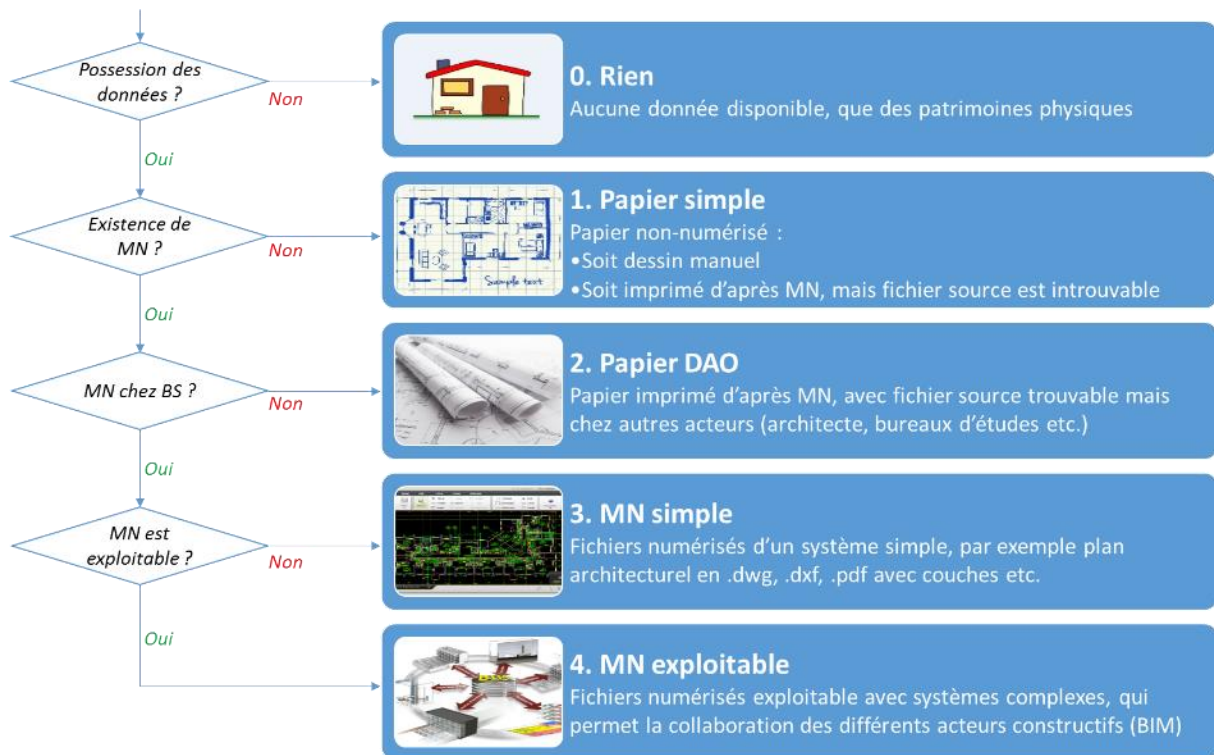 Possession des
données ?
Non
Oui
0. Rien
Aucune donnée disponible, que des patrimoines physiques
Existence de
MN ?
Non
Oui
Sample text
1. Papier simple
Papier non-numérisé :
•Soit dessin manuel
•Soit imprimé d’après MN, mais fichier source est introuvable
MN chez BS ?
Non
Oui
2. Papier DAO
Papier imprimé d’après MN, avec fichier source trouvable mais
chez autres acteurs (architecte, bureaux d’études etc.)
MN est
exploitable ?
Non
Oui
3. MN simple
Fichiers numérisés d’un système simple, par exemple plan
architecturel en .dwg, .dxf, .pdf avec couches etc.
4. MN exploitable
Fichiers numérisés exploitable avec systèmes complexes, qui
permet la collaboration des différents acteurs constructifs (BIM)